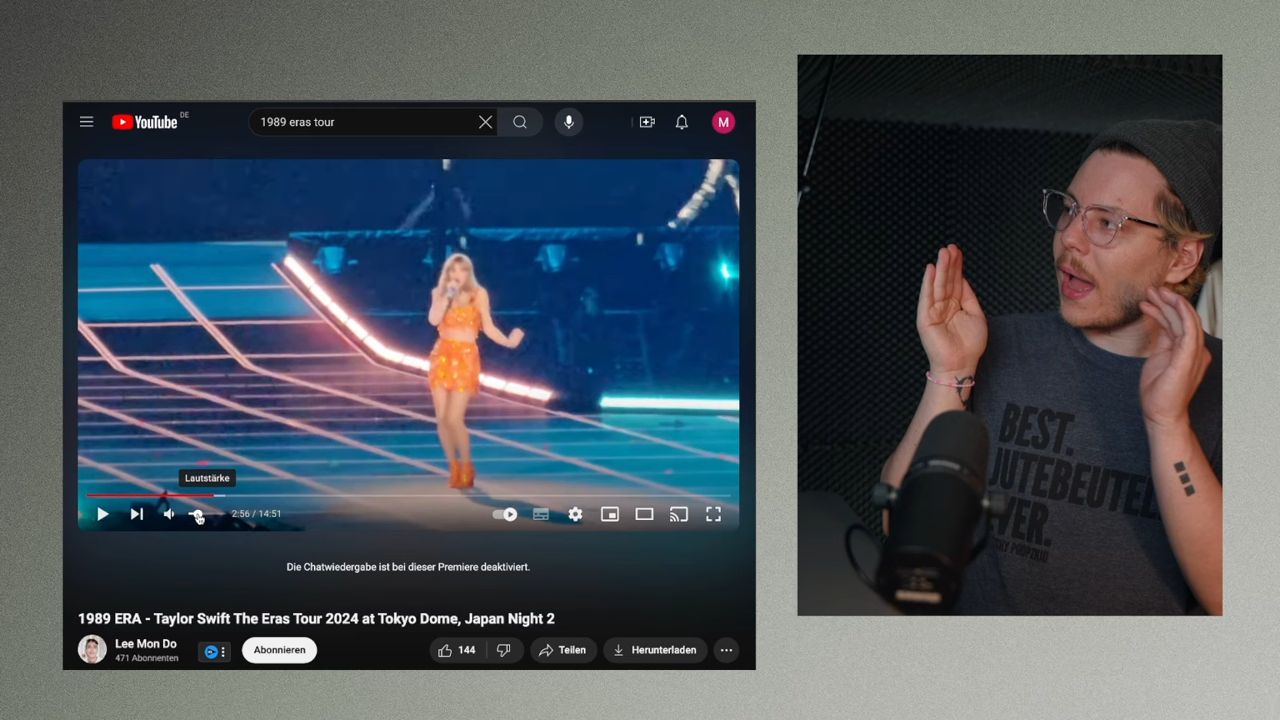 YouTube DE
1989 eras tour
M
Lautstärke
2:56 / 14:51
Die Chatwiedergabe ist bei dieser Premiere deaktiviert.
1989 ERA - Taylor Swift The Eras Tour 2024 at Tokyo Dome, Japan Night 2
Lee Mon Do
471 Abonnenten
Abonnieren
144
Teilen
Herunterladen
BEST.
JUTEBEUTEL